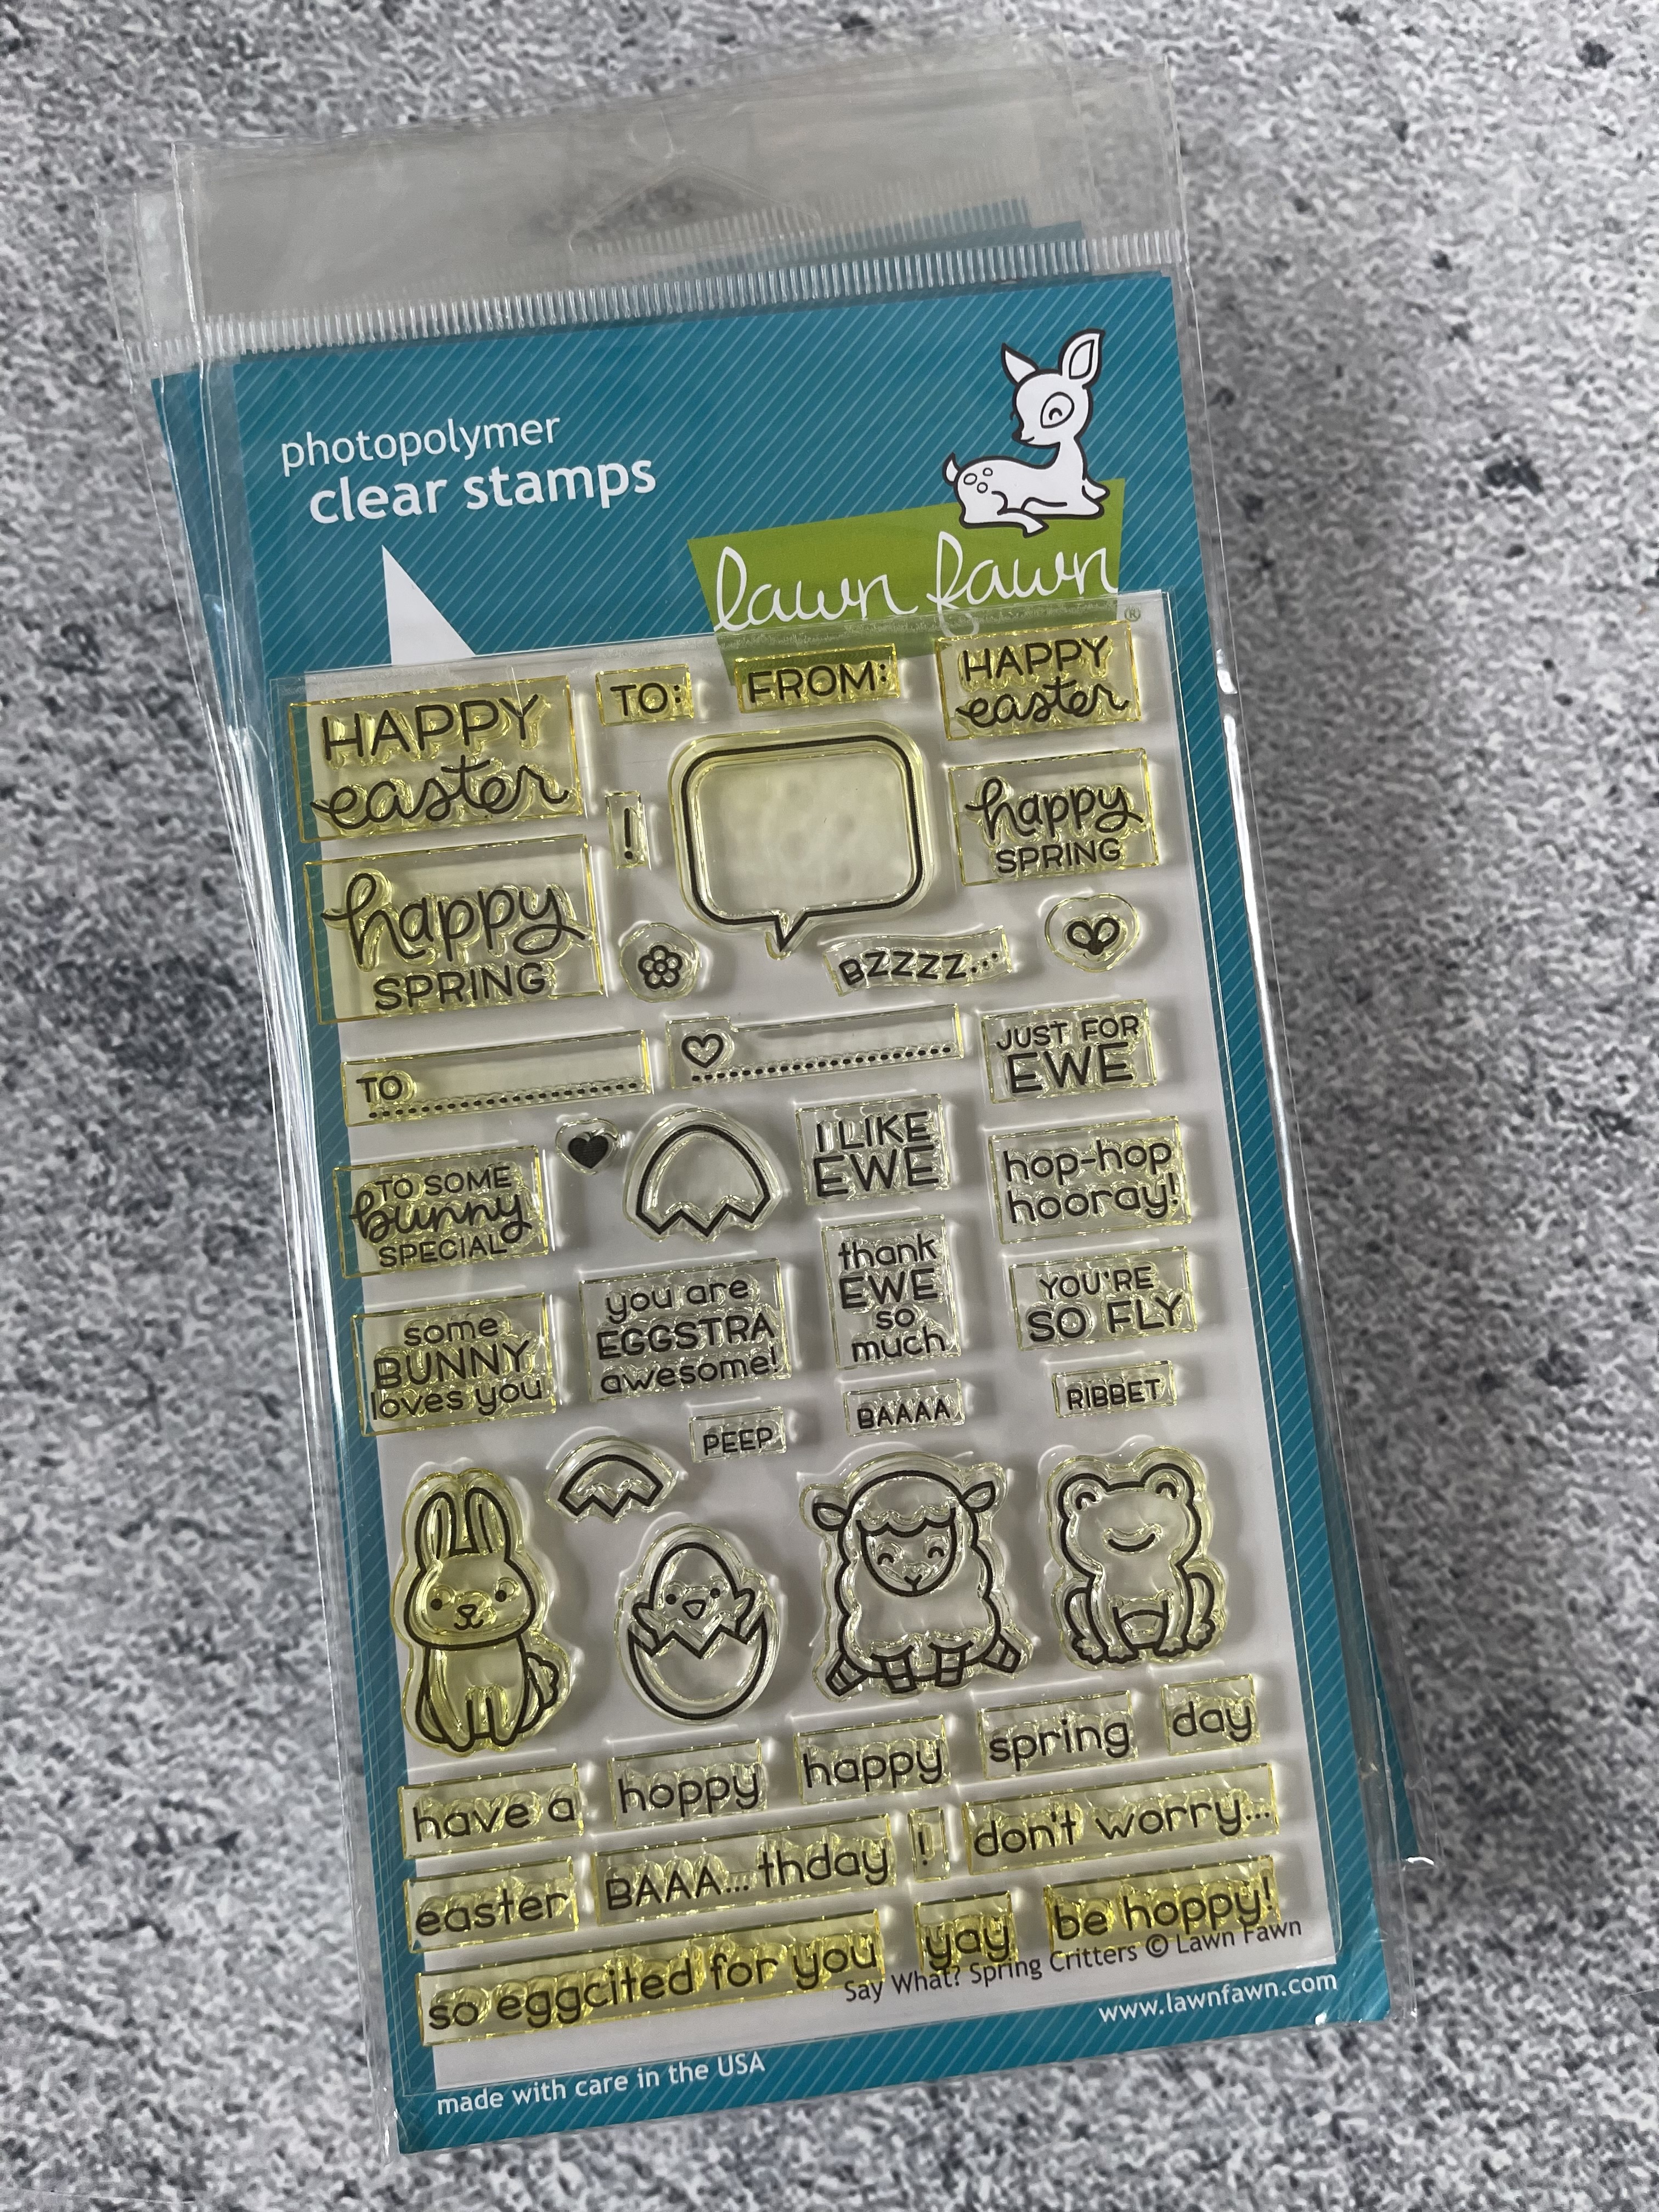 photopolymer
clear stamps
lawn fawn
®
HAPPY
easter
TO:
FROM:
HAPPY
easter
!
happy
SPRING
happy
SPRING
BZZZZ...
TO
JUST FOR
EWE
TO SOME
bunny
SPECIAL
I LIKE
EWE
hop-hop
hooray!
some
BUNNY
loves you
you are
EGGSTRA
awesome!
thank
EWE
so
much
YOU'RE
SO FLY
PEEP
BAAAA
RIBBET
have a
hoppy
happy
spring
day
easter
BAAA... thday
!
don't worry...
so eggcited for you
yay
be hoppy!
Say What? Spring Critters © Lawn Fawn
www.lawnfawn.com
made with care in the USA